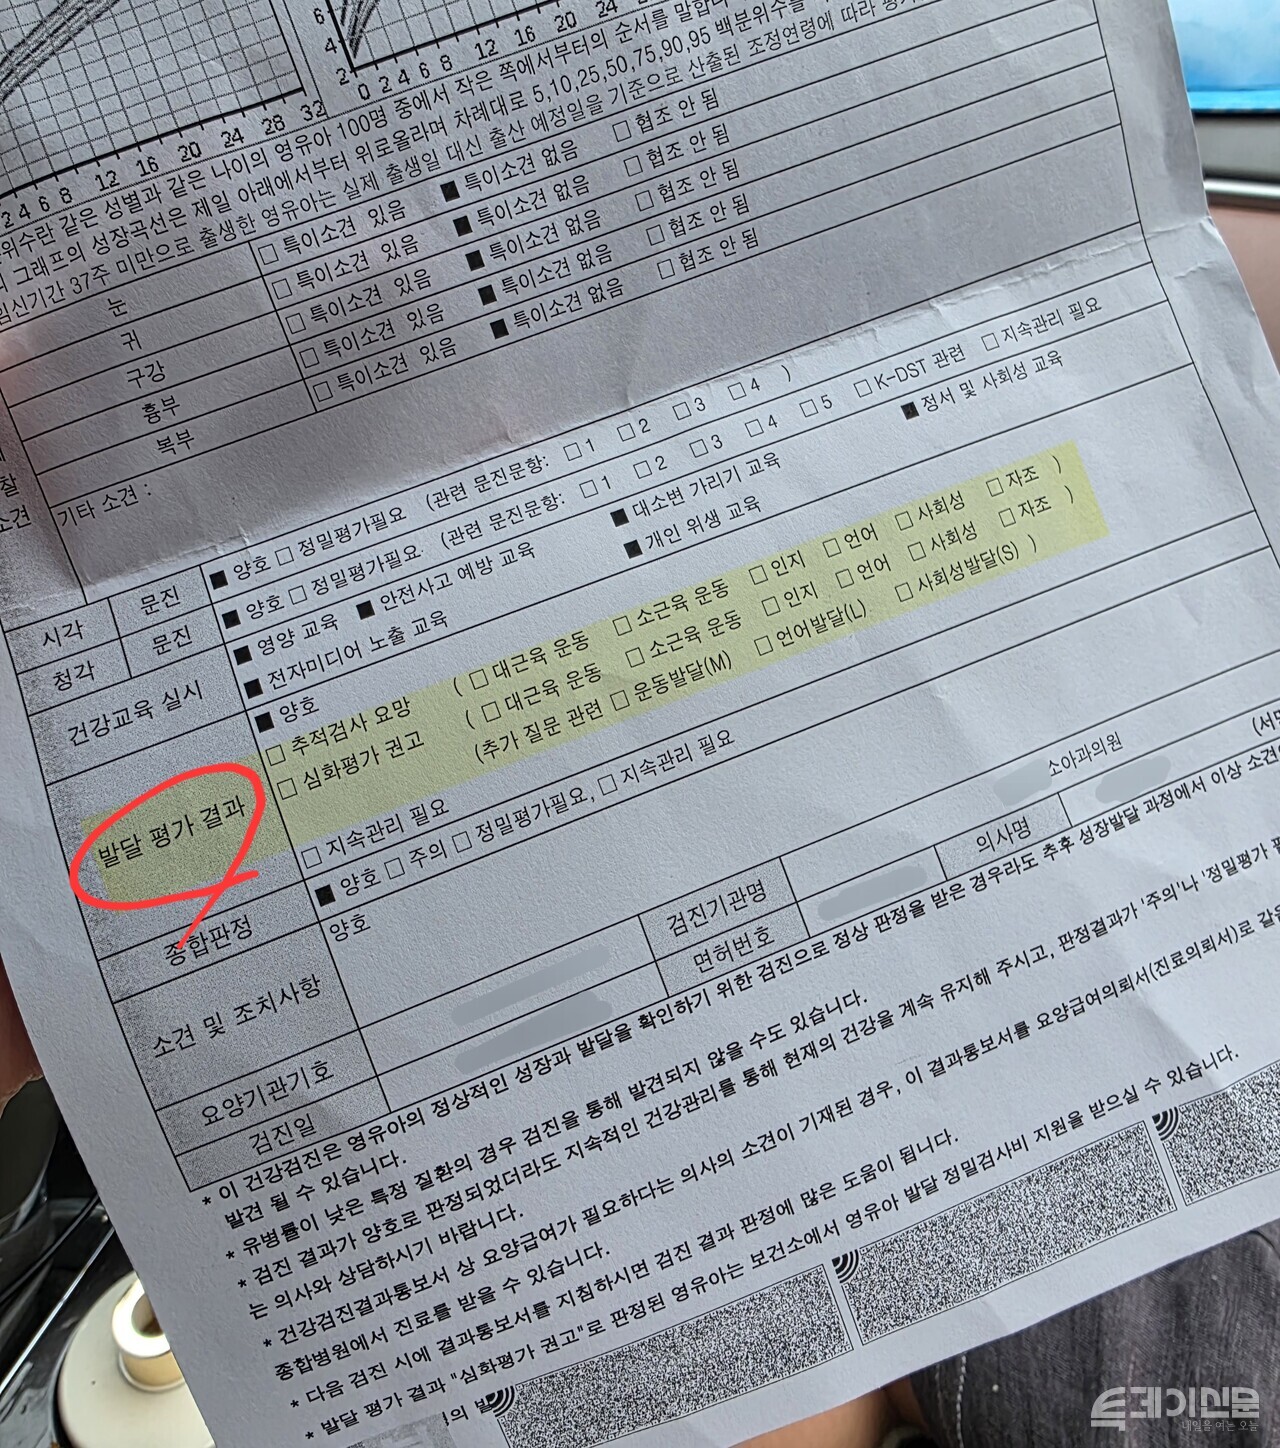 6
4
2
0 2 4 6 8 12 16 20 24 28
2 4 6 8 12 16 20 24 28 32
위수란 같은 성별과 같은 나이의 영유아 100명 중에서 작은 쪽에서부터의 순서를 말합니
그래프의 성장곡선은 제일 아래에서부터 위로올라며 차례대로 5,10,25,50,75,90,95 백분위수를
임신기간 37주 미만으로 출생한 영유아는 실제 출생일 대신 출산 예정일을 기준으로 산출된 조정연령에 따라
눈 □ 특이소견 있음 ■ 특이소견 없음 □ 협조 안 됨
귀 □ 특이소견 있음 ■ 특이소견 없음 □ 협조 안 됨
구강 □ 특이소견 있음 ■ 특이소견 없음 □ 협조 안 됨
흉부 □ 특이소견 있음 ■ 특이소견 없음 □ 협조 안 됨
복부 □ 특이소견 있음 ■ 특이소견 없음 □ 협조 안 됨
찰
소견
기타 소견 :
시각 문진 ■ 양호 □ 정밀평가필요 (관련 문진문항: □ 1 □ 2 □ 3 □ 4 )
청각 문진 ■ 양호 □ 정밀평가필요 (관련 문진문항: □ 1 □ 2 □ 3 □ 4 □ 5 □ K-DST 관련 □ 지속관리 필요
건강교육 실시 ■ 영양 교육 ■ 안전사고 예방 교육 ■ 대소변 가리기 교육 ■ 정서 및 사회성 교육
■ 전자미디어 노출 교육 ■ 개인 위생 교육
발달 평가 결과 ■ 양호
□ 추적검사 요망 ( □ 대근육 운동 □ 소근육 운동 □ 인지 □ 언어 □ 사회성 □ 자조 )
□ 심화평가 권고 ( □ 대근육 운동 □ 소근육 운동 □ 인지 □ 언어 □ 사회성 □ 자조 )
(추가 질문 관련 □ 운동발달(M) □ 언어발달(L) □ 사회성발달(S) )
□ 지속관리 필요
종합판정 ■ 양호 □ 주의 □ 정밀평가필요, □ 지속관리 필요
소견 및 조치사항 양호
요양기관기호 검진기관명 소아과의원
검진일 면허번호 의사명 (서명
* 이 건강검진은 영유아의 정상적인 성장과 발달을 확인하기 위한 검진으로 정상 판정을 받은 경우라도 추후 성장발달 과정에서 이상 소견이
발견 될 수 있습니다.
* 유병률이 낮은 특정 질환의 경우 검진을 통해 발견되지 않을 수도 있습니다.
* 검진 결과가 양호로 판정되었더라도 지속적인 건강관리를 통해 현재의 건강을 계속 유지해 주시고, 판정결과가 '주의'나 '정밀평가 필
는 의사와 상담하시기 바랍니다.
* 건강검진결과통보서 상 요양급여가 필요하다는 의사의 소견이 기재된 경우, 이 결과통보서를 요양급여의뢰서(진료의뢰서)로 갈음
종합병원에서 진료를 받을 수 있습니다.
* 다음 검진 시에 결과통보서를 지참하시면 검진 결과 판정에 많은 도움이 됩니다.
* 발달 평가 결과 "심화평가 권고"로 판정된 영유아는 보건소에서 영유아 발달 정밀검사비 지원을 받으실 수 있습니다.
투데이신문
내일을 여는 오늘